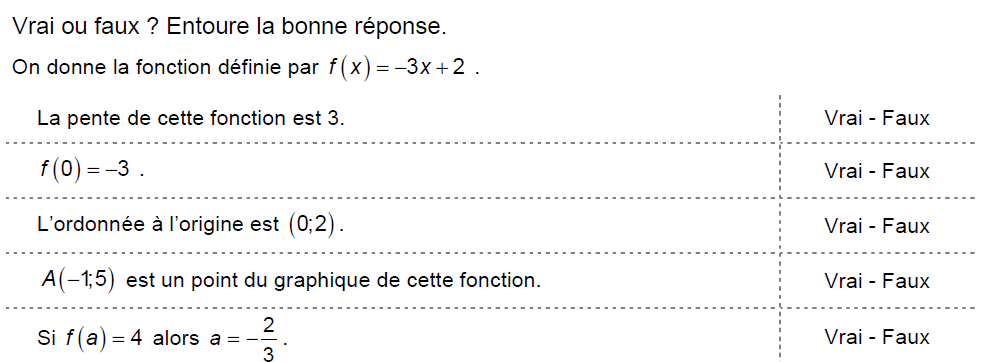 Vrai ou faux ? Entoure la bonne réponse.
On donne la fonction définie par f(x) = −3x + 2 .
La pente de cette fonction est 3. Vrai - Faux
f(0) = −3 . Vrai - Faux
L'ordonnée à l'origine est (0;2). Vrai - Faux
A(−1;5) est un point du graphique de cette fonction. Vrai - Faux
Si f(a) = 4 alors a = −2/3 . Vrai - Faux